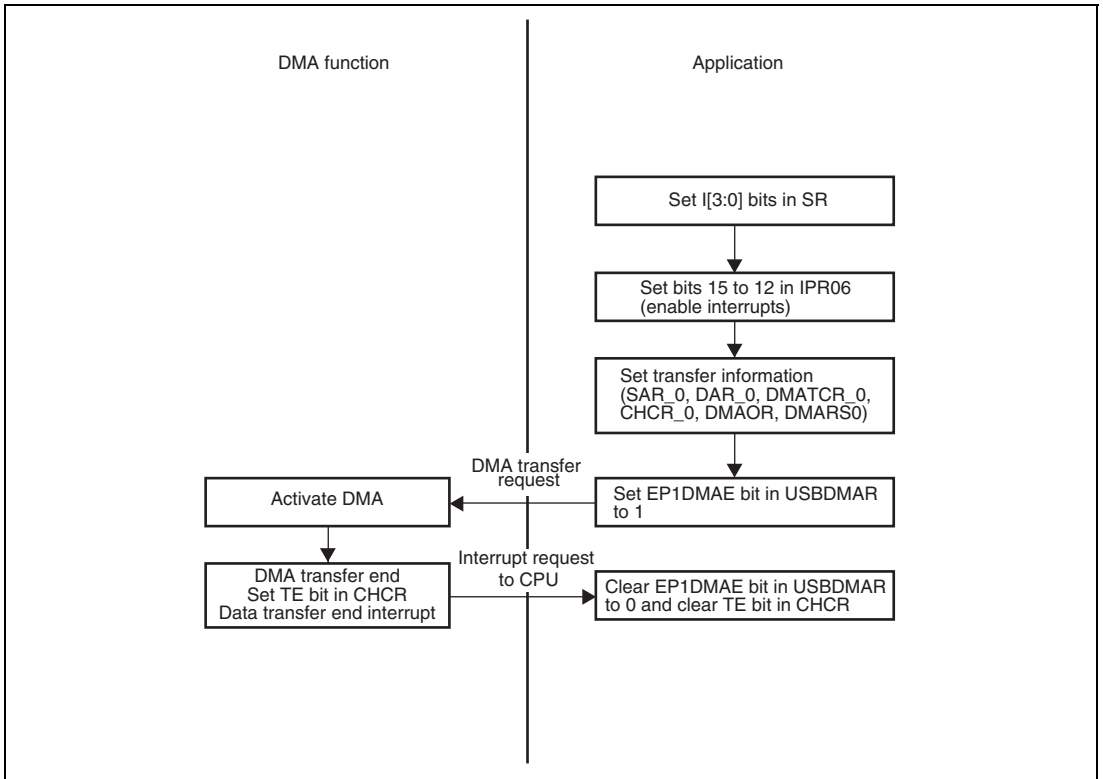 DMA function
Application
Set I[3:0] bits in SR
Set bits 15 to 12 in IPR06
(enable interrupts)
Set transfer information
(SAR_0, DAR_0, DMATCR_0,
CHCR_0, DMAOR, DMARS0)
DMA transfer
request
Activate DMA
Set EP1DMAE bit in USBDMAR
to 1
Interrupt request
to CPU
DMA transfer end
Set TE bit in CHCR
Data transfer end interrupt
Clear EP1DMAE bit in USBDMAR
to 0 and clear TE bit in CHCR